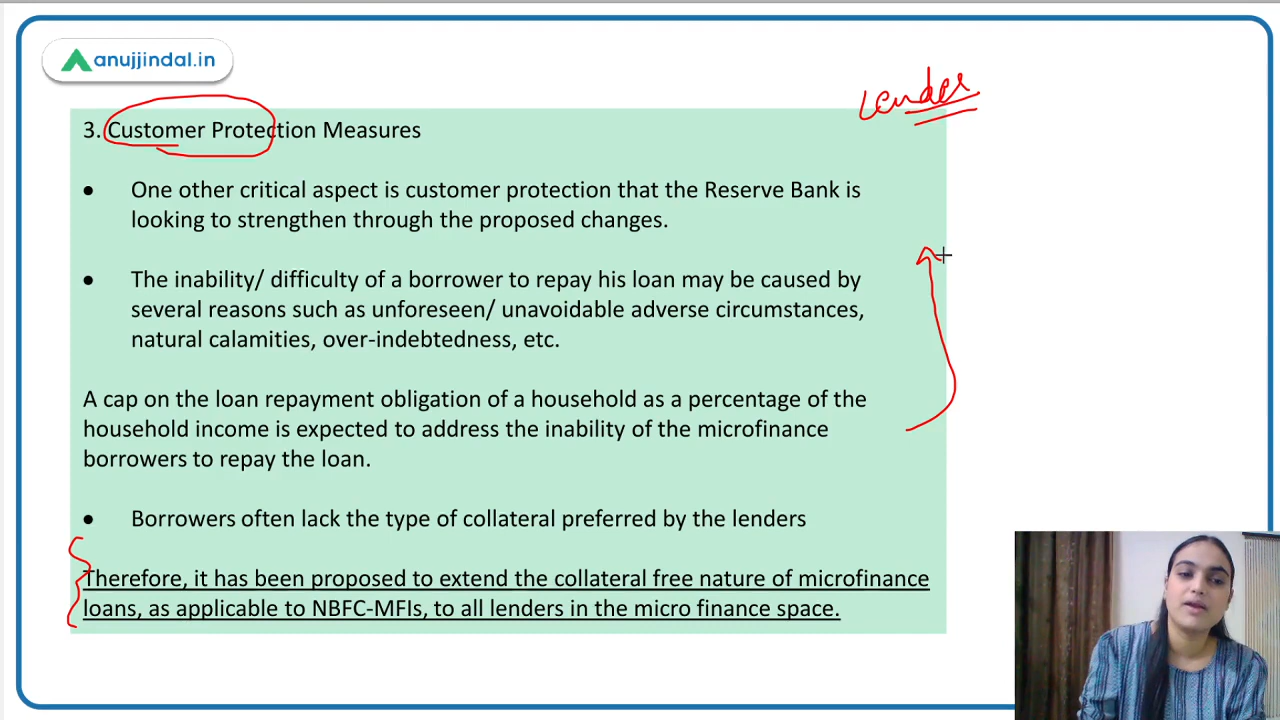 anujjindal.in
Lender
3. Customer Protection Measures
• One other critical aspect is customer protection that the Reserve Bank is
looking to strengthen through the proposed changes.
• The inability/ difficulty of a borrower to repay his loan may be caused by
several reasons such as unforeseen/ unavoidable adverse circumstances,
natural calamities, over-indebtedness, etc.
A cap on the loan repayment obligation of a household as a percentage of the
household income is expected to address the inability of the microfinance
borrowers to repay the loan.
• Borrowers often lack the type of collateral preferred by the lenders
Therefore, it has been proposed to extend the collateral free nature of microfinance
loans, as applicable to NBFC-MFIs, to all lenders in the micro finance space.